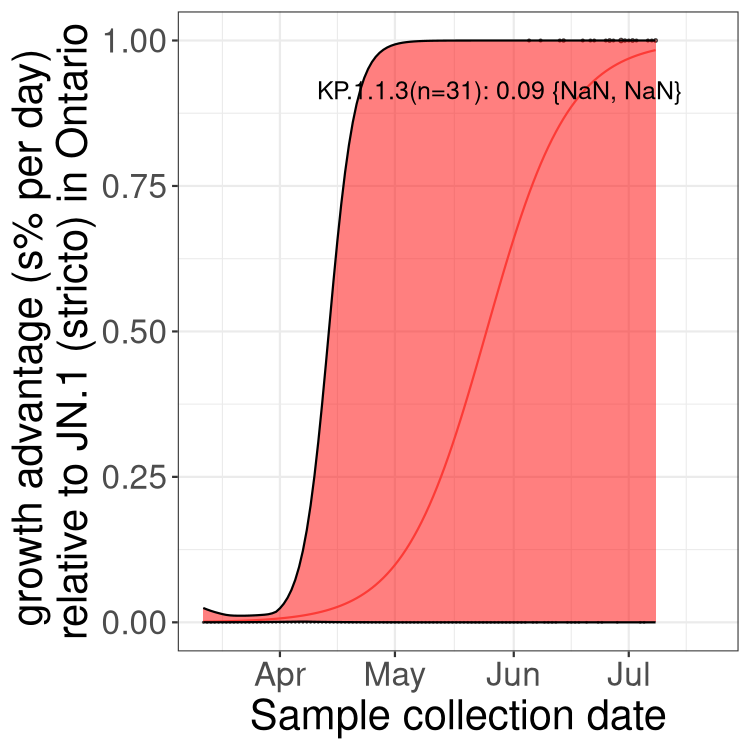 growth advantage (s% per day)
relative to JN.1 (stricto) in Ontario
1.00
0.75
0.50
0.25
0.00
KP.1.1.3(n=31): 0.09 {NaN, NaN}
Apr May Jun Jul
Sample collection date